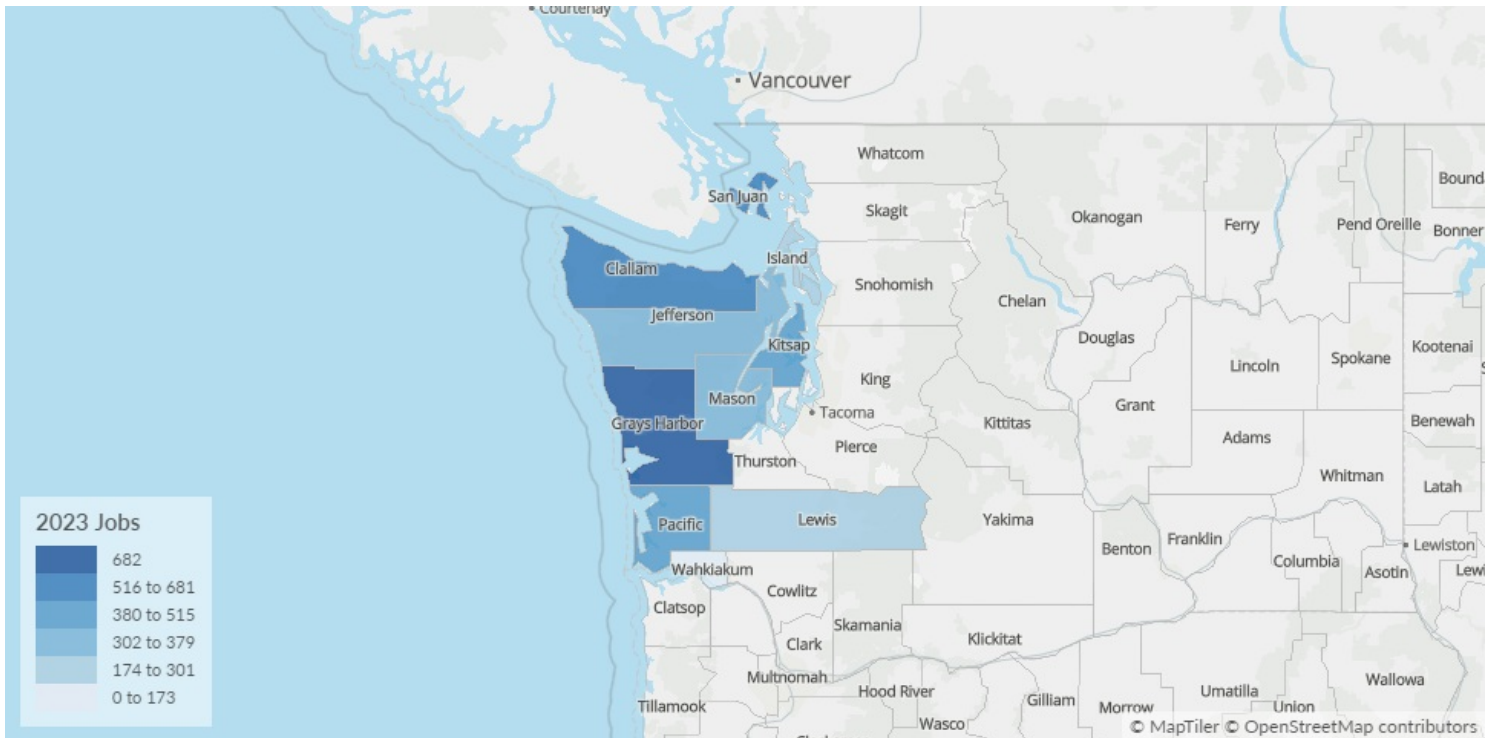 Courtenay
Vancouver
Whatcom
Bounda
San Juan
Skagit
Okanogan
Ferry
Pend Oreille
Bonner
Island
Clallam
Snohomish
Chelan
Jefferson
Douglas
Kitsap
Lincoln
Spokane
Kootenai
King
Mason
Grant
Tacoma
Grays Harbor
Kittitas
Benewah
Adams
Pierce
Thurston
Whitman
Latah
2023 Jobs
682
516 to 681
380 to 515
302 to 379
174 to 301
0 to 173
Pacific
Lewis
Yakima
Franklin
Benton
Lewiston
Columbia
Asotin
Lewi
Wahkiakum
Cowlitz
Clatsop
Skamania
Clark
Klickitat
Multnomah
Hood River
Wallowa
Tillamook
Gilliam
Umatilla
Morrow
Union
Wasco
© MapTiler © OpenStreetMap contributors